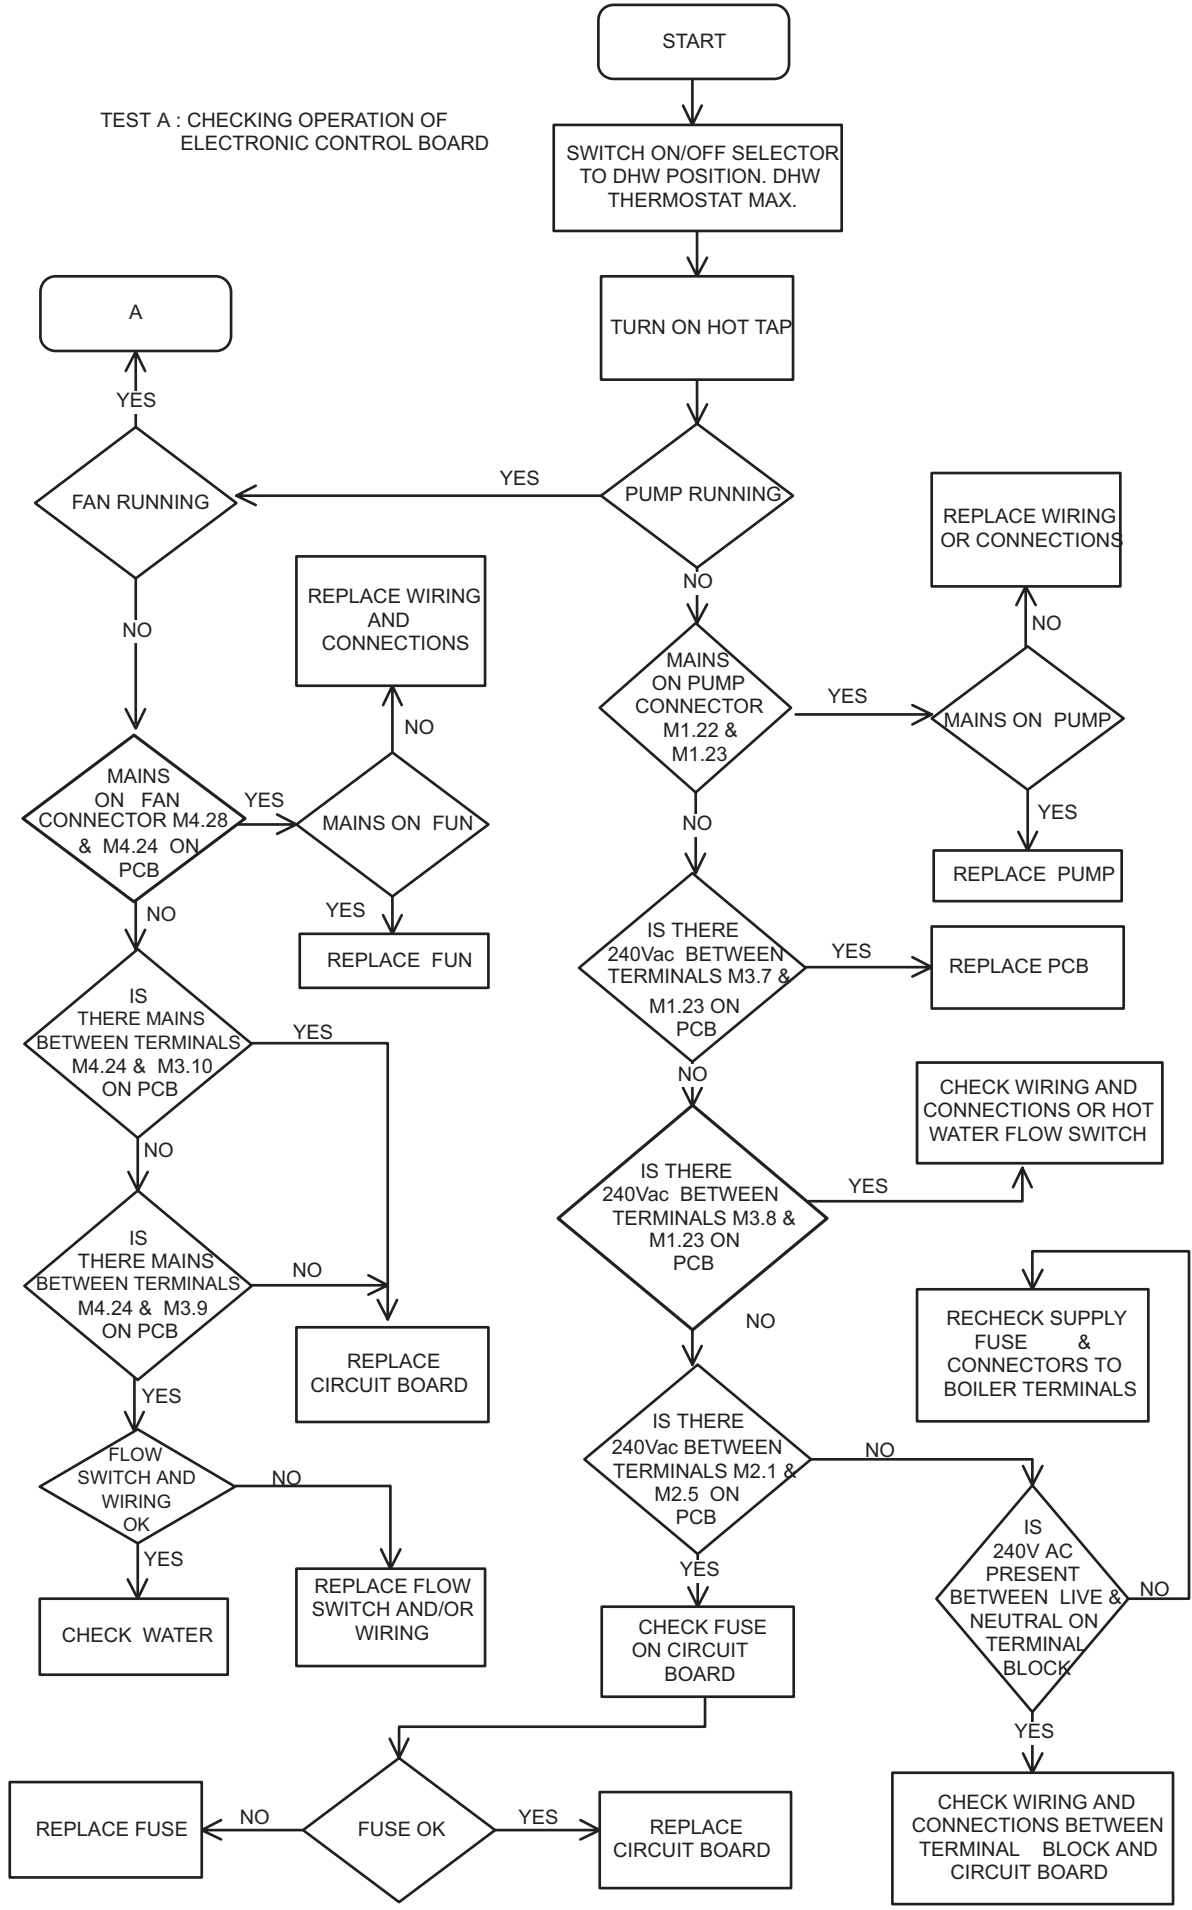 START
TEST A : CHECKING OPERATION OF
ELECTRONIC CONTROL BOARD
SWITCH ON/OFF SELECTOR
TO DHW POSITION. DHW
THERMOSTAT MAX.
TURN ON HOT TAP
A
YES
FAN RUNNING
YES
PUMP RUNNING
NO
REPLACE WIRING
OR CONNECTIONS
NO
REPLACE WIRING
AND
CONNECTIONS
NO
MAINS
ON PUMP
CONNECTOR
M1.22 &
M1.23
YES
MAINS ON PUMP
YES
REPLACE PUMP
NO
NO
MAINS
ON FAN
CONNECTOR M4.28
& M4.24 ON
PCB
YES
MAINS ON FUN
YES
REPLACE FUN
NO
IS THERE
240Vac BETWEEN
TERMINALS M3.7 &
M1.23 ON
PCB
YES
REPLACE PCB
NO
IS
THERE MAINS
BETWEEN TERMINALS
M4.24 & M3.10
ON PCB
YES
NO
CHECK WIRING AND
CONNECTIONS OR HOT
WATER FLOW SWITCH
IS THERE
240Vac BETWEEN
TERMINALS M3.8 &
M1.23 ON
PCB
YES
NO
IS
THERE MAINS
BETWEEN TERMINALS
M4.24 & M3.9
ON PCB
NO
REPLACE
CIRCUIT BOARD
YES
RECHECK SUPPLY
FUSE &
CONNECTORS TO
BOILER TERMINALS
IS THERE
240Vac BETWEEN
TERMINALS M2.1 &
M2.5 ON
PCB
NO
YES
FLOW
SWITCH AND
WIRING
OK
NO
YES
CHECK WATER
REPLACE FLOW
SWITCH AND/OR
WIRING
CHECK FUSE
ON CIRCUIT
BOARD
IS
240V AC
PRESENT
BETWEEN LIVE &
NEUTRAL ON
TERMINAL
BLOCK
NO
YES
REPLACE FUSE
NO
FUSE OK
YES
REPLACE
CIRCUIT BOARD
CHECK WIRING AND
CONNECTIONS BETWEEN
TERMINAL BLOCK AND
CIRCUIT BOARD